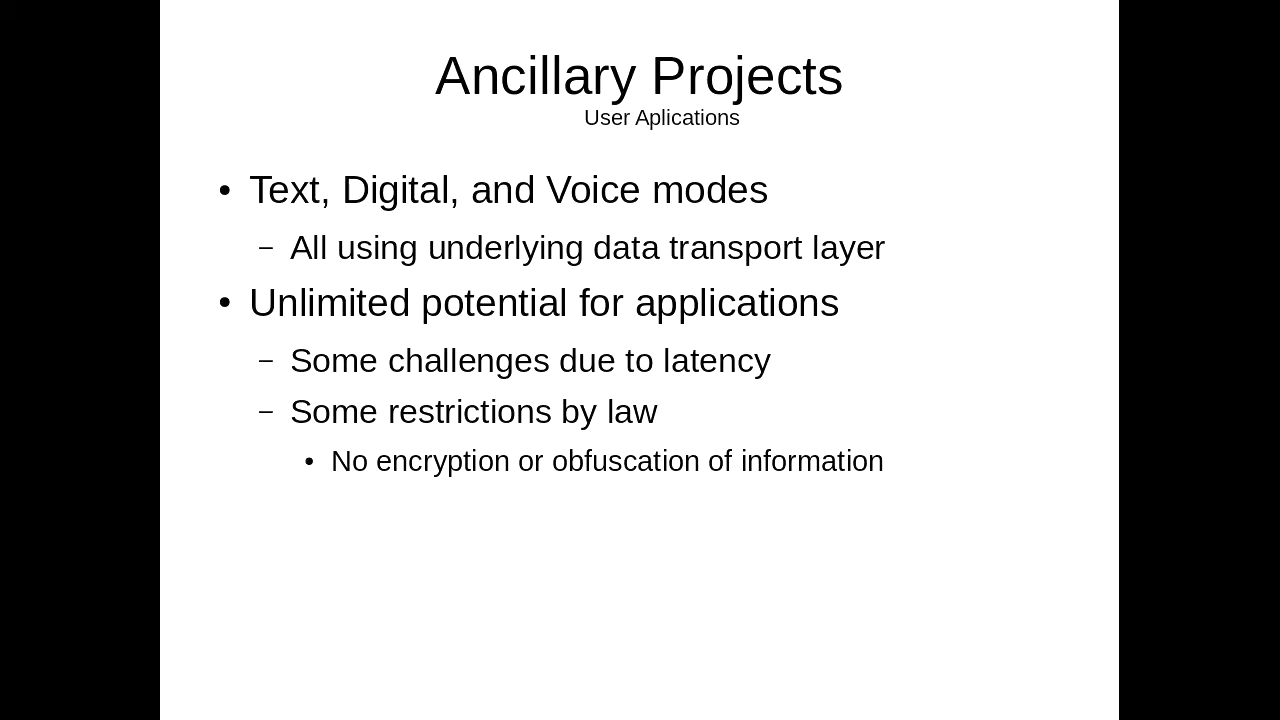 Ancillary Projects
User Aplications
• Text, Digital, and Voice modes
– All using underlying data transport layer
• Unlimited potential for applications
– Some challenges due to latency
– Some restrictions by law
• No encryption or obfuscation of information